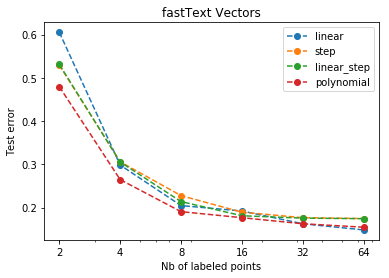 fastText Vectors
linear
step
linear_step
polynomial
Test error
0.6
0.5
0.4
0.3
0.2
2 4 8 16 32 64
Nb of labeled points